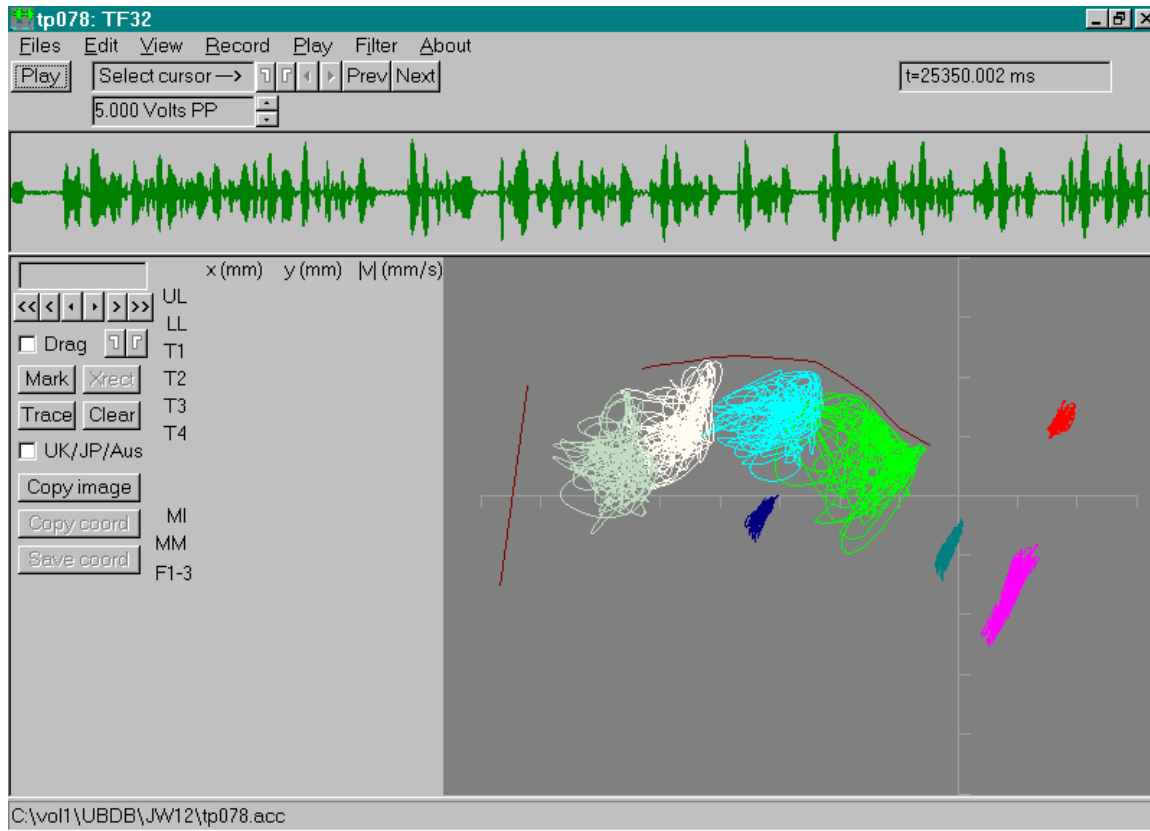 tp078: TF32
Files Edit View Record Play Filter About
Play Select cursor —> Prev Next t=25350.002 ms
5.000 Volts PP
x (mm) y (mm) |v| (mm/s)
<< < > >> UL
LL
Drag T1
Mark Xrect T2
Trace Clear T3
T4
UK/JP/Aus
Copy image
Copy coord MI
MM
Save coord
F1-3
C:\vol1\UBDB\JW12\tp078.acc